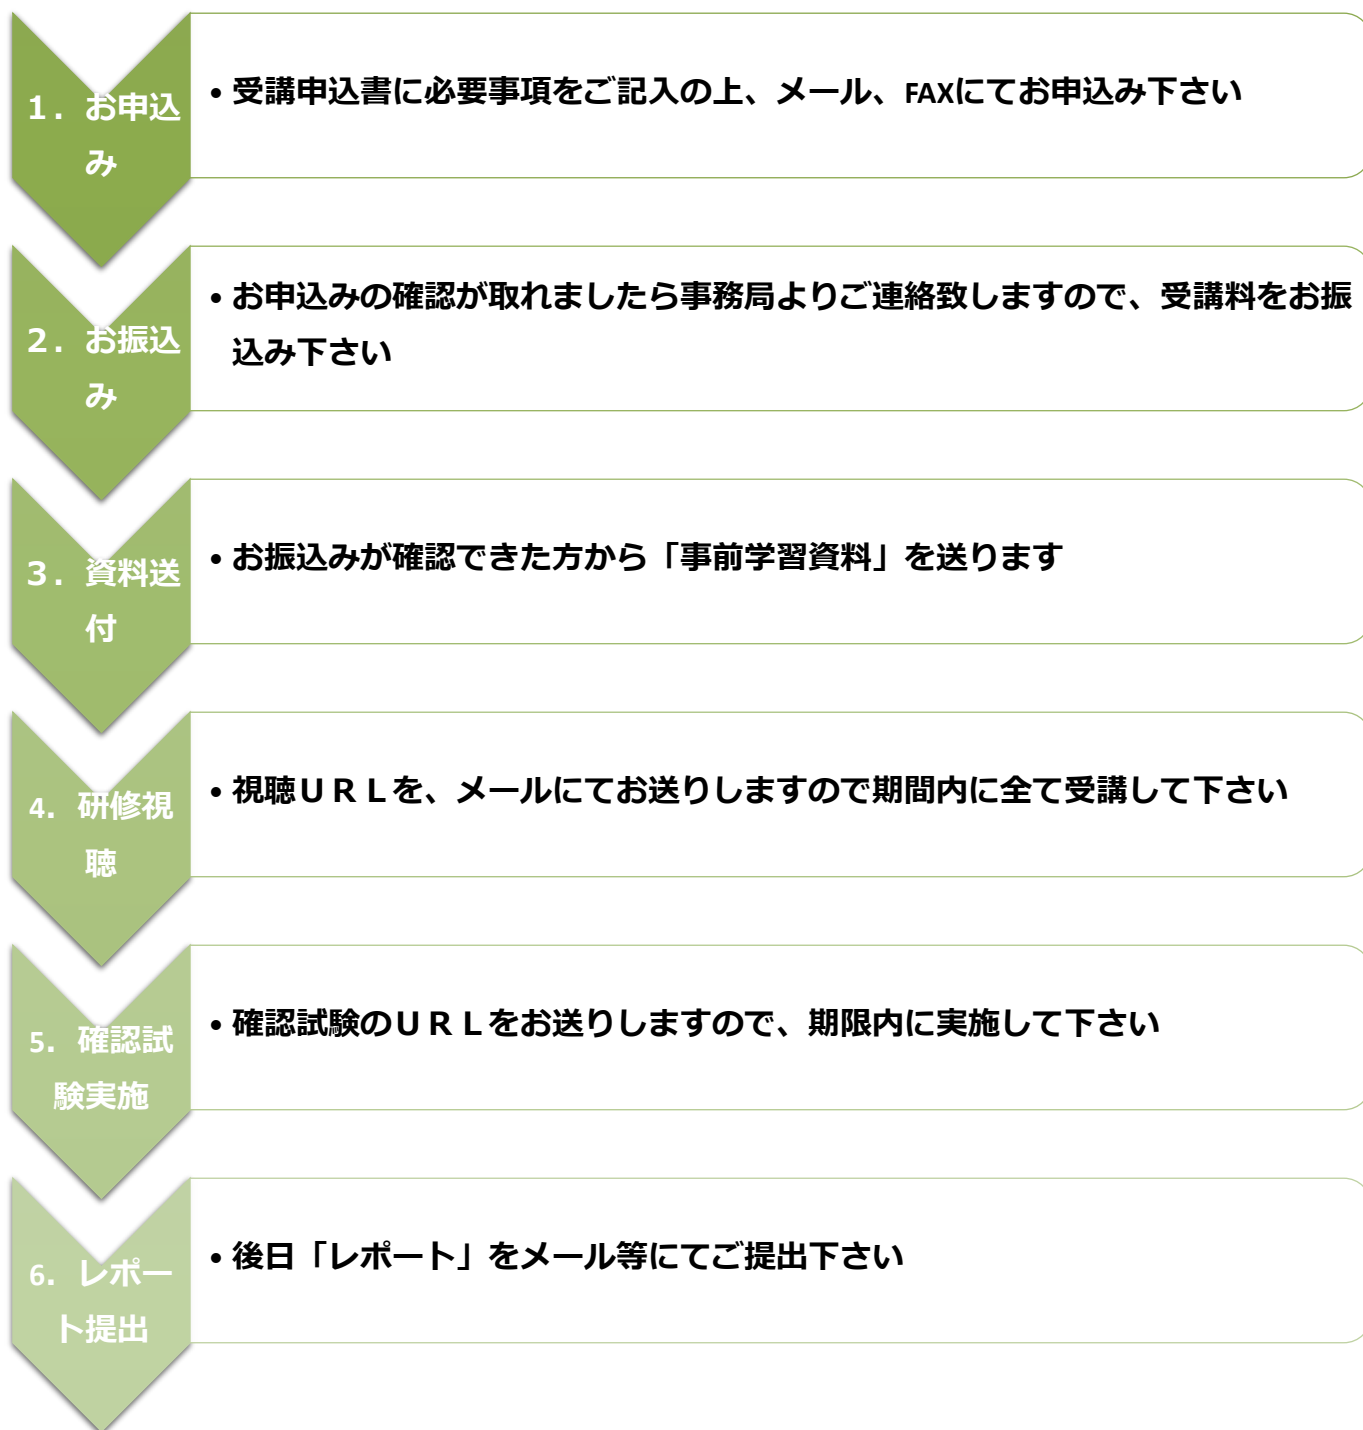 １．お申込
み
• 受講申込書に必要事項をご記入の上、メール、FAXにてお申込み下さい
２．お振込
み
• お申込みの確認が取れましたら事務局よりご連絡致しますので、受講料をお振
込み下さい
３．資料送
付
• お振込みが確認できた方から「事前学習資料」を送ります
4．研修視
聴
• 視聴ＵＲＬを、メールにてお送りしますので期間内に全て受講して下さい
5．確認試
験実施
• 確認試験のＵＲＬをお送りしますので、期限内に実施して下さい
6．レポー
ト提出
• 後日「レポート」をメール等にてご提出下さい